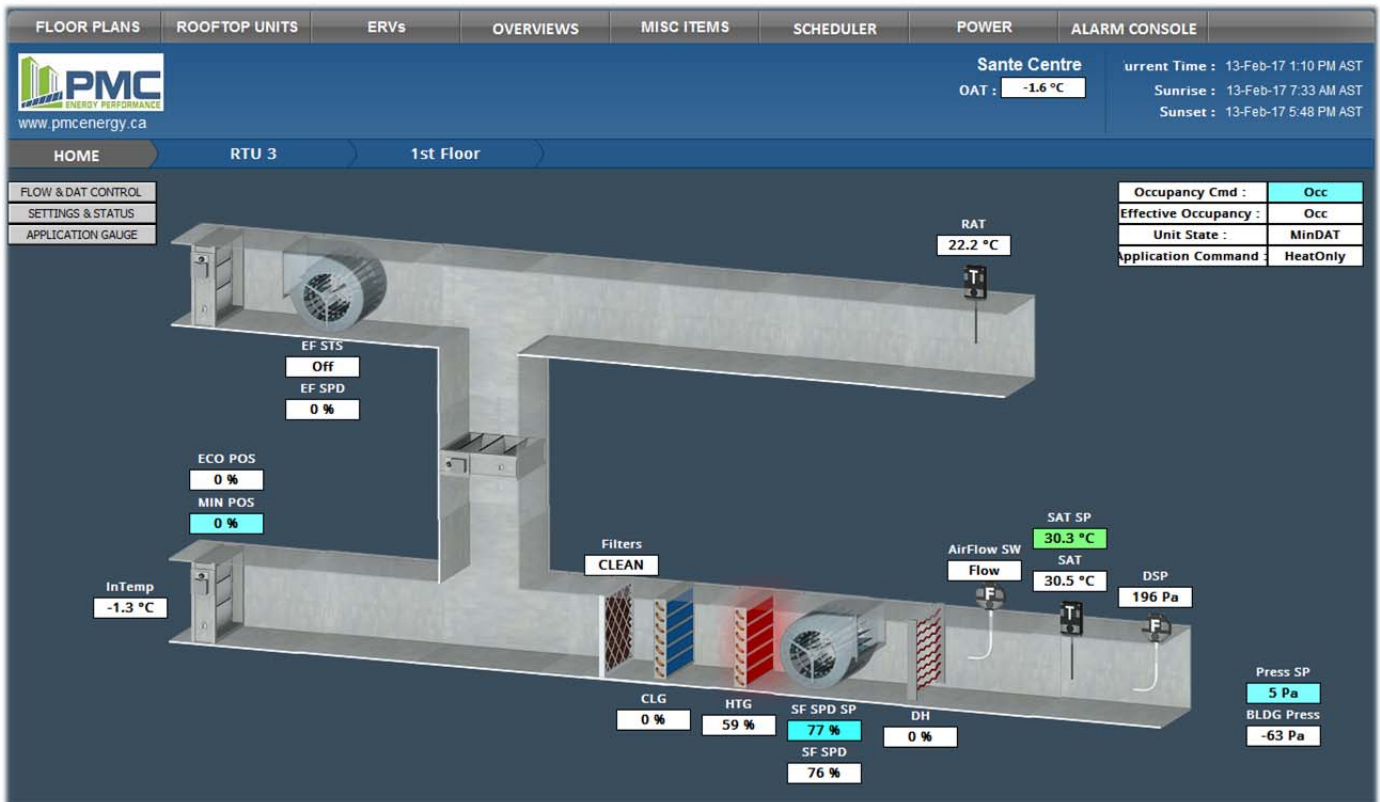 FLOOR PLANS ROOFTOP UNITS ERVs OVERVIEWS MISC ITEMS SCHEDULER POWER ALARM CONSOLE
PMC
ENERGY PERFORMANCE
www.pmcenergy.ca
Sante Centre
OAT : -1.6 °C
urrent Time : 13-Feb-17 1:10 PM AST
Sunrise : 13-Feb-17 7:33 AM AST
Sunset : 13-Feb-17 5:48 PM AST
HOME RTU 3 1st Floor
FLOW & DAT CONTROL
SETTINGS & STATUS
APPLICATION GAUGE
Occupancy Cmd : Occ
Effective Occupancy : Occ
Unit State : MinDAT
Application Command : HeatOnly
RAT
22.2 °C
T
EF STS
Off
EF SPD
0 %
ECO POS
0 %
MIN POS
0 %
InTemp
-1.3 °C
Filters
CLEAN
AirFlow SW
Flow
F
SAT SP
30.3 °C
SAT
30.5 °C
T
DSP
196 Pa
F
CLG
0 %
HTG
59 %
SF SPD SP
77 %
SF SPD
76 %
DH
0 %
Press SP
5 Pa
BLDG Press
-63 Pa